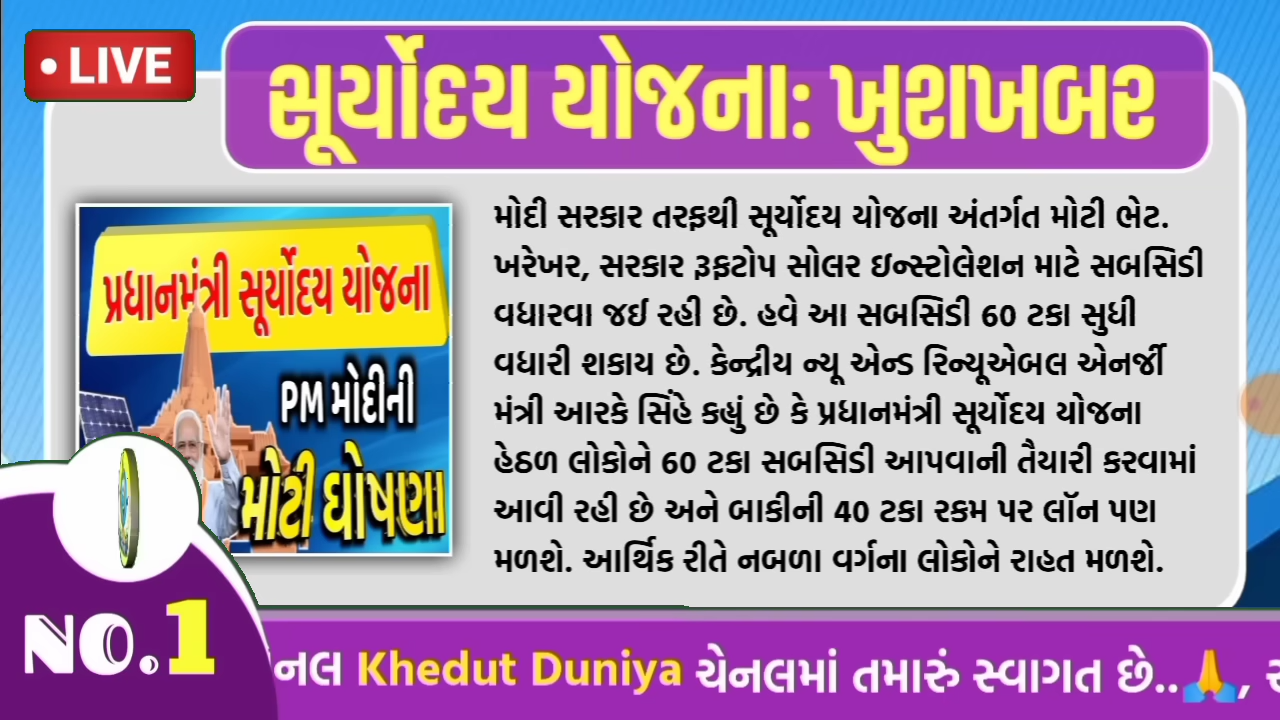 • LIVE
સૂર્યોદય યોજના: ખુશખબર
પ્રધાનમંત્રી સૂર્યોદય યોજના
PM મોદીની
મોટી ઘોષણા
મોદી સરકાર તરફથી સૂર્યોદય યોજના અંતર્ગત મોટી ભેટ.
ખરેખર, સરકાર રૂફટોપ સોલર ઇન્સ્ટોલેશન માટે સબસિડી
વધારવા જઇ રહી છે. હવે આ સબસિડી 60 ટકા સુધી
વધારી શકાય છે. કેન્દ્રીય ન્યૂ એન્ડ રિન્યૂએબલ એનર્જી
મંત્રી આરકે સિંહે કહ્યું છે કે પ્રધાનમંત્રી સૂર્યોદય યોજના
હેઠળ લોકોને 60 ટકા સબસિડી આપવાની તૈયારી કરવામાં
આવી રહી છે અને બાકીની 40 ટકા રકમ પર લૉન પણ
મળશે. આર્થિક રીતે નબળા વર્ગના લોકોને રાહત મળશે.
NO.1
નલ Khedut Duniya ચેનલમાં તમારું સ્વાગત છે..🙏,